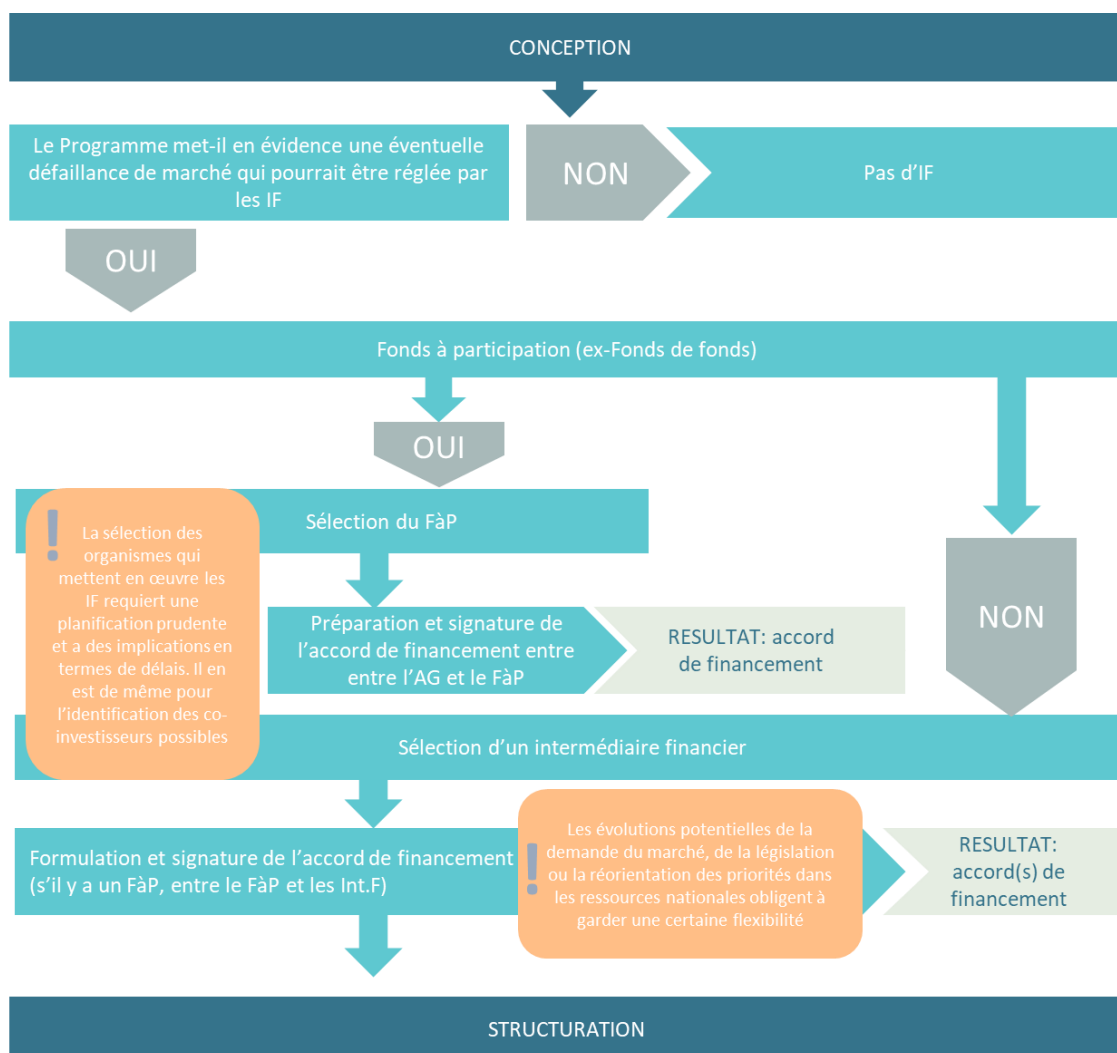 CONCEPTION
Le Programme met-il en évidence une éventuelle
défaillance de marché qui pourrait être réglée par
les IF
NON
Pas d’IF
OUI
Fonds à participation (ex-Fonds de fonds)
OUI
Sélection du FàP
!
La sélection des
organismes qui
mettent en œuvre les
IF requiert une
planification prudente
et a des implications en
termes de délais. Il en
est de même pour
l’identification des co-
investisseurs possibles
NON
Préparation et signature de
l’accord de financement entre
entre l’AG et le FàP
RESULTAT: accord
de financement
Sélection d’un intermédiaire financier
Formulation et signature de l’accord de financement
(s’il y a un FàP, entre le FàP et les Int.F)
!
Les évolutions potentielles de la
demande du marché, de la législation
ou la réorientation des priorités dans
les ressources nationales obligent à
garder une certaine flexibilité
RESULTAT:
accord(s) de
financement
STRUCTURATION